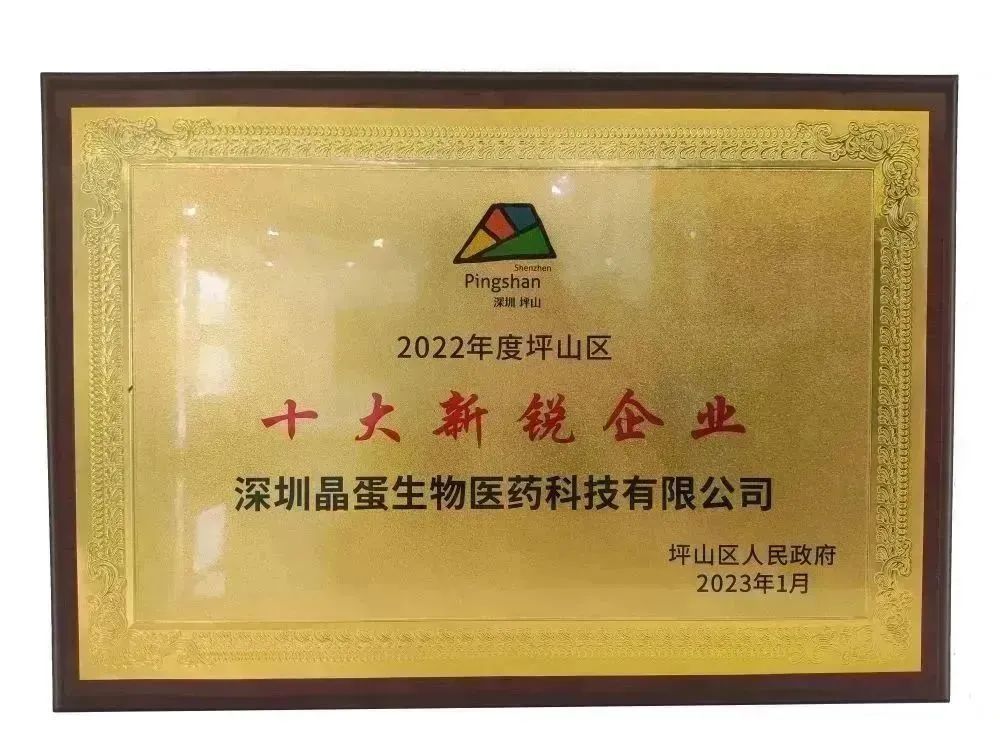 Shenzhen
Pingshan
深圳 坪山
2022年度坪山区
十大新锐企业
深圳晶蛋生物医药科技有限公司
坪山区人民政府
2023年1月